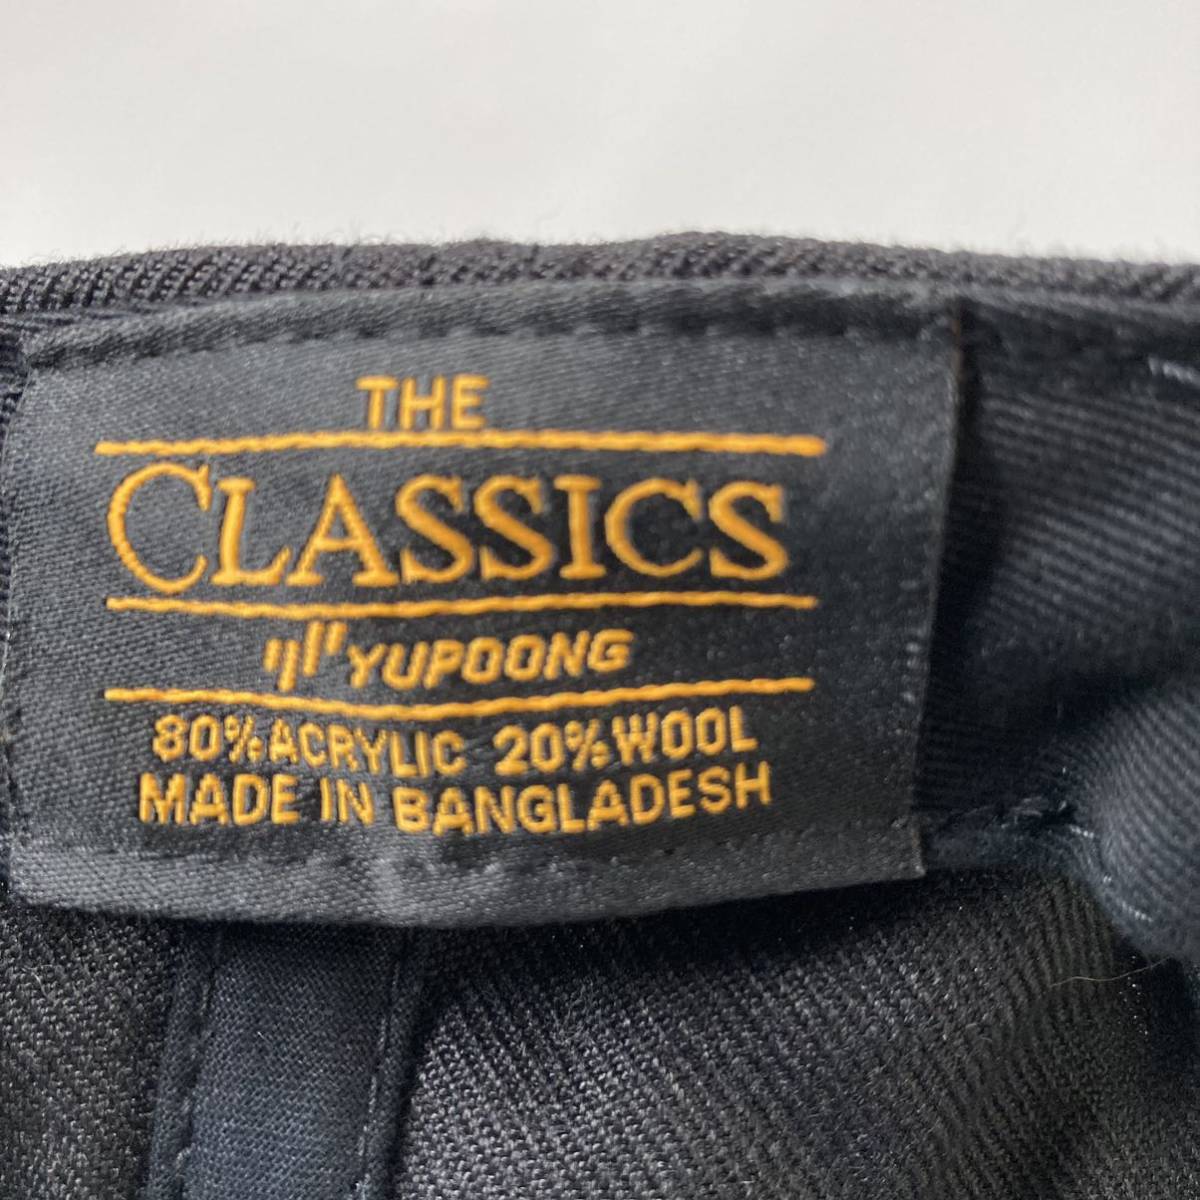 THE
CLASSICS
YUPOONG
80%ACRYLIC 20%WOOL
MADE IN BANGLADESH